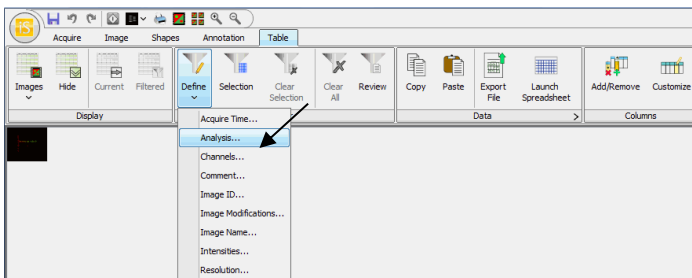 IS
Acquire Image Shapes Annotation Table
Images Hide Current Filtered Define Selection Clear Selection Clear All Review Copy Paste Export File Launch Spreadsheet Add/Remove Customize
Display Data Columns
Acquire Time...
Analysis...
Channels...
Comment...
Image ID...
Image Modifications...
Image Name...
Intensities...
Resolution...